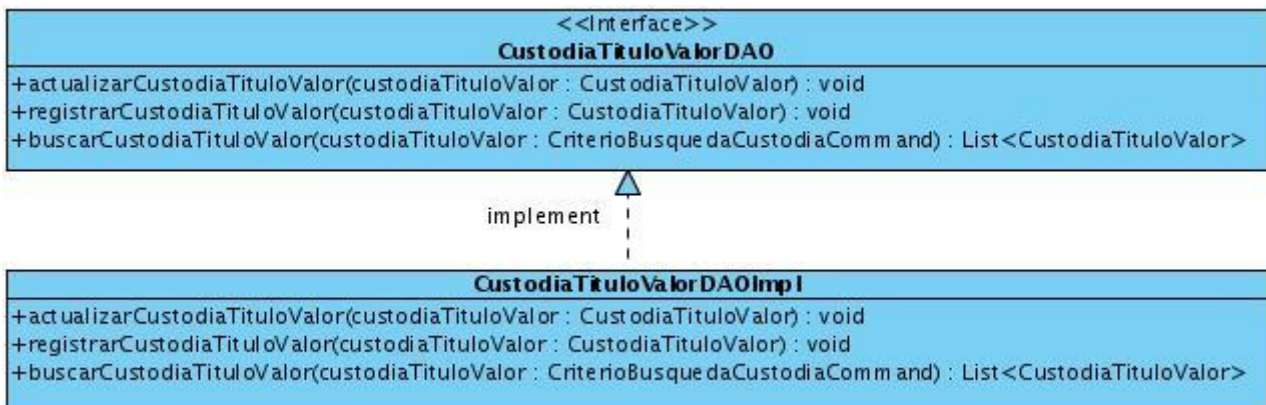 <<Interface>>
CustodiaTituloValorDAO
+actualizarCustodiaTituloValor(custodiaTituloValor : CustodiaTituloValor) : void
+registrarCustodiaTituloValor(custodiaTituloValor : CustodiaTituloValor) : void
+buscarCustodiaTituloValor(custodiaTituloValor : CriterioBusquedaCustodiaCommand) : List<CustodiaTituloValor>
implement
CustodiaTituloValorDAOImpl
+actualizarCustodiaTituloValor(custodiaTituloValor : CustodiaTituloValor) : void
+registrarCustodiaTituloValor(custodiaTituloValor : CustodiaTituloValor) : void
+buscarCustodiaTituloValor(custodiaTituloValor : CriterioBusquedaCustodiaCommand) : List<CustodiaTituloValor>